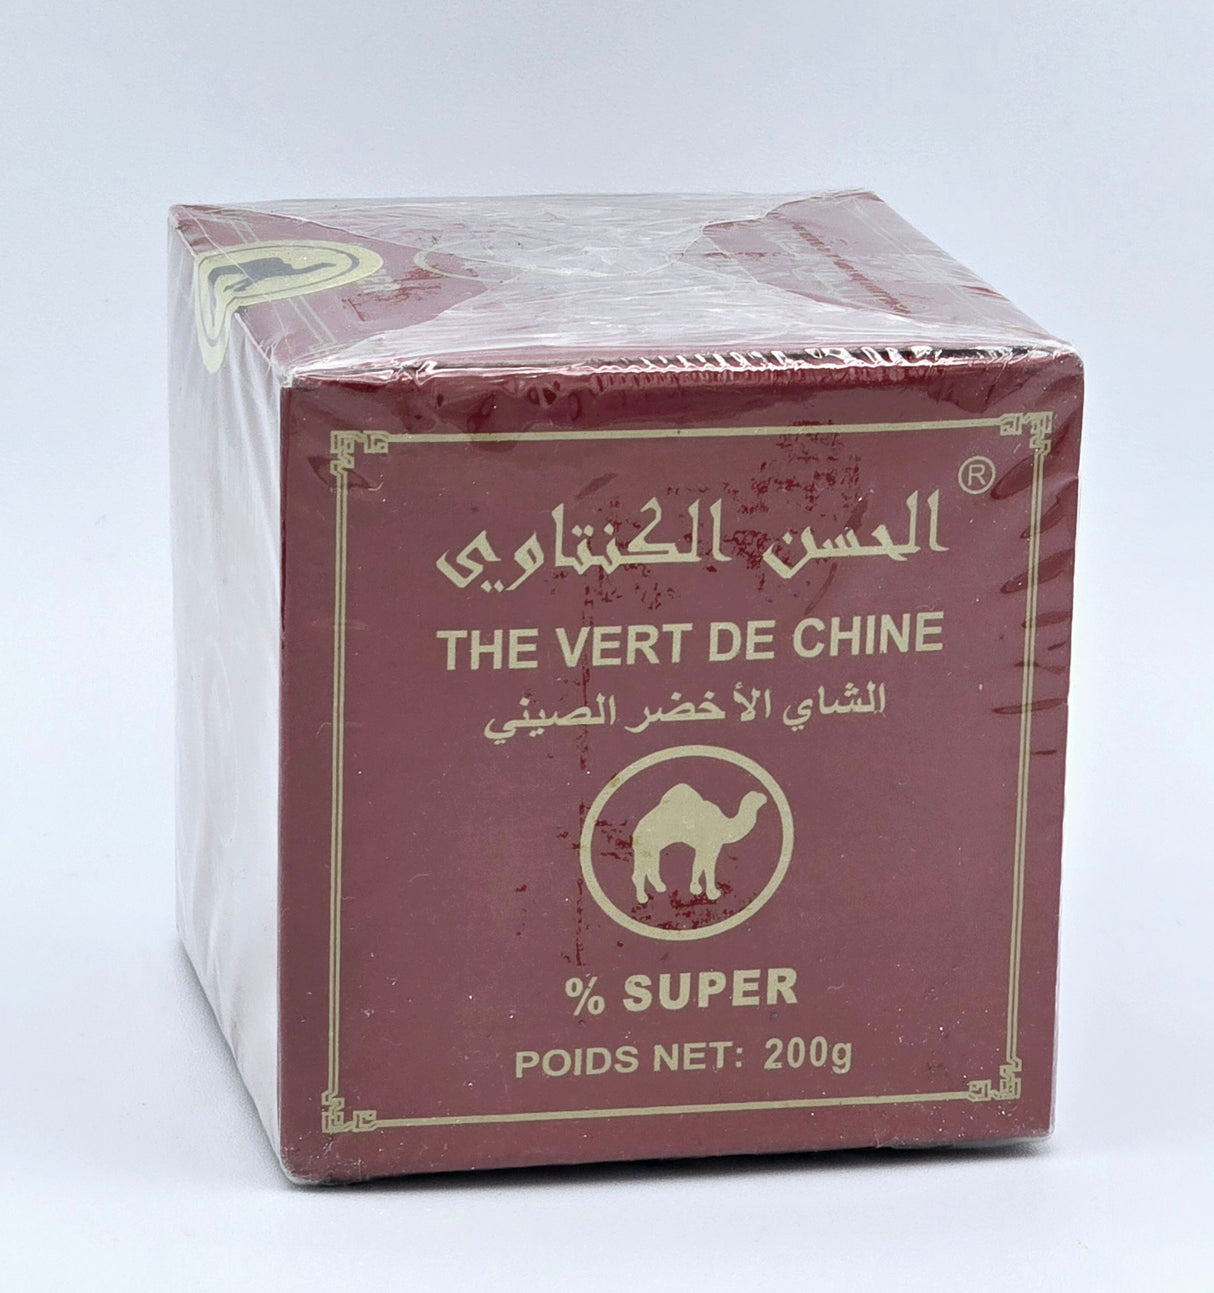 الحسن الكنتاوي ®
THE VERT DE CHINE
الشاي الأخضر الصيني
% SUPER
POIDS NET: 200g